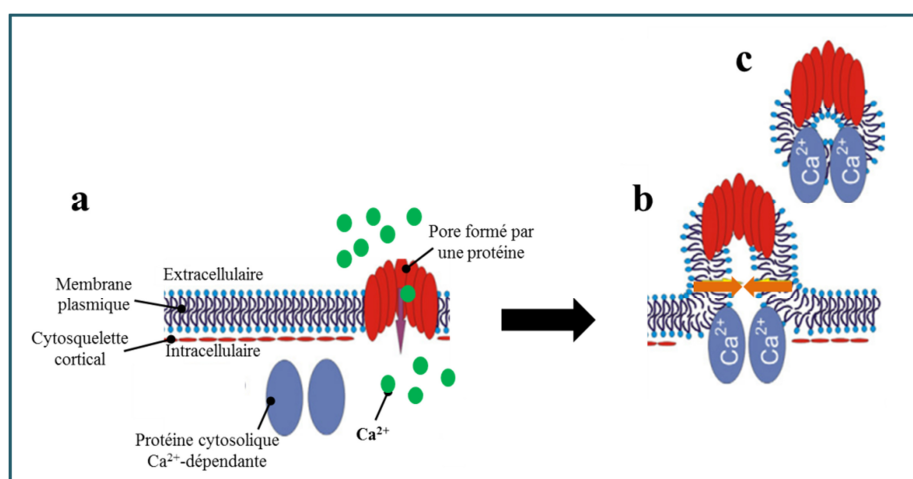 c
a
b
Ca²⁺
Ca²⁺
Pore formé par
une protéine
Extracellulaire
Membrane
plasmique
Cytosquelette
cortical
Intracellulaire
Ca²⁺
Ca²⁺
Ca²⁺
Protéine cytosolique
Ca²⁺-dépendante